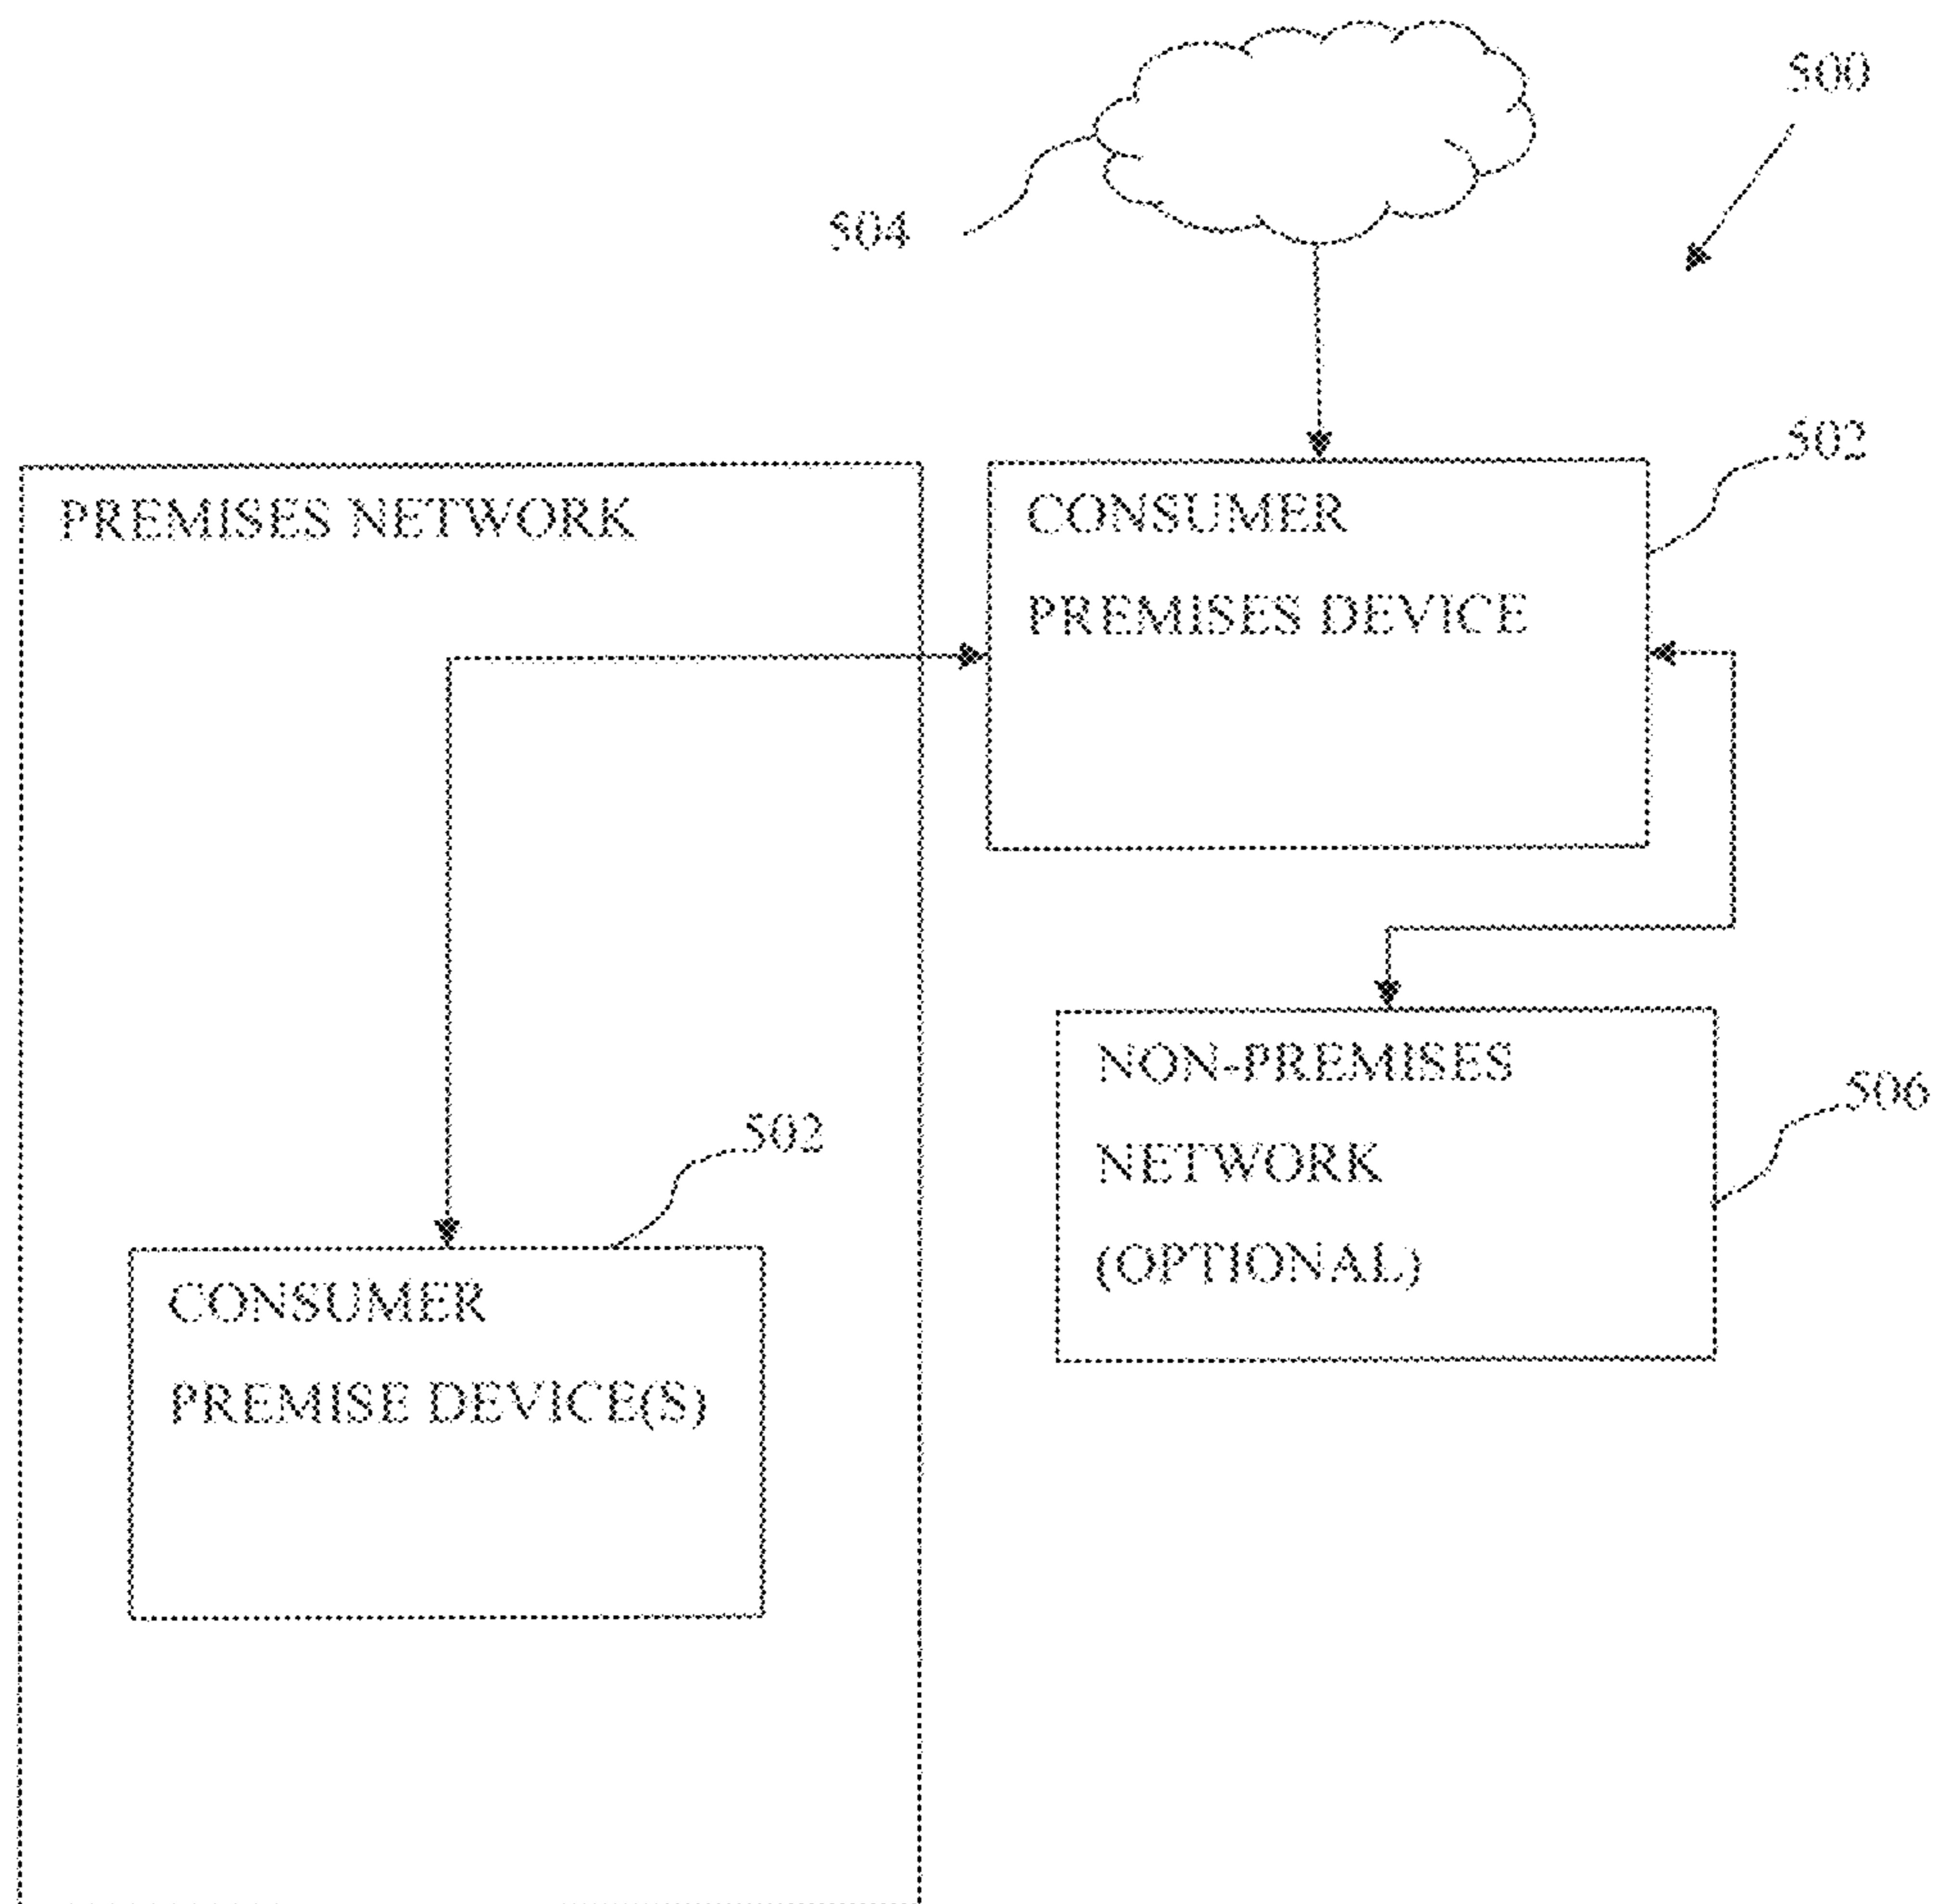 500
504
502
PREMISES NETWORK
CONSUMER
PREMISES DEVICE
502
CONSUMER
PREMISE DEVICE(S)
NON-PREMISES
NETWORK
(OPTIONAL)
506